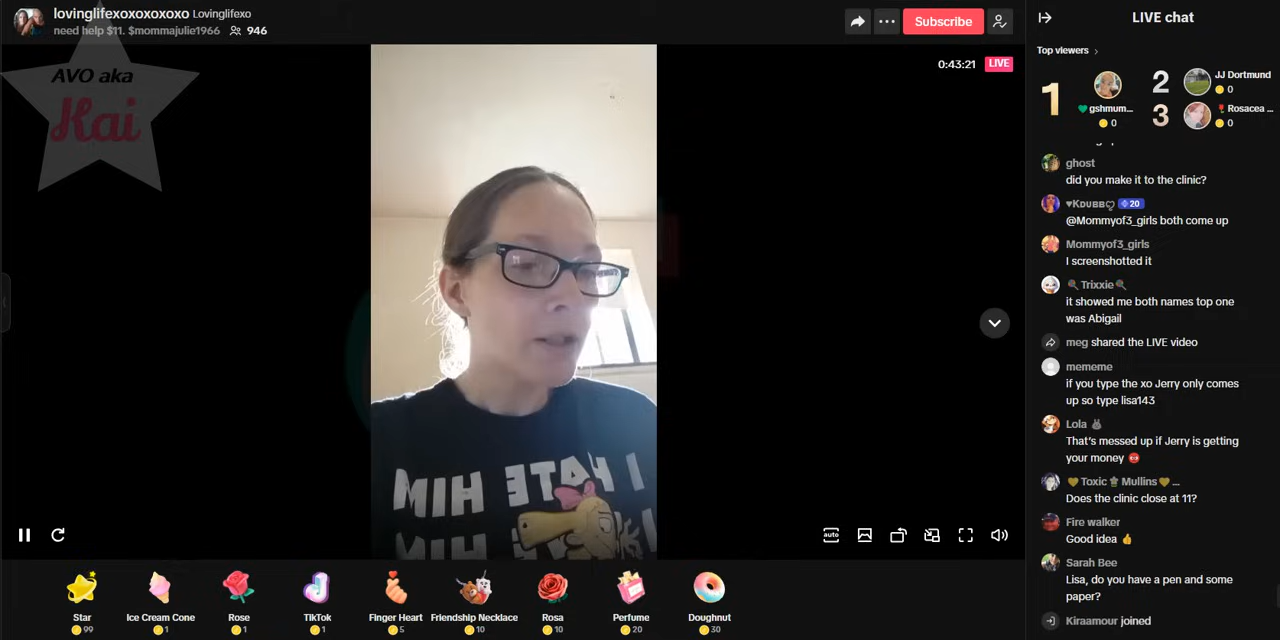 lovinglifexoxoxoxoxo Lovinglifexo
need help $11. $mommajulie1966 946
AVO aka
Kai
Subscribe
0:43:21 LIVE
I HATE
HIM
HIM
auto
Star
99
Ice Cream Cone
1
Rose
1
TikTok
1
Finger Heart
5
Friendship Necklace
10
Rosa
10
Perfume
20
Doughnut
30
LIVE chat
Top viewers
1
gshmum...
0
2
JJ Dortmund
0
3
Rosacea ...
0
ghost
did you make it to the clinic?
♥Kᴅᴜʙʙ 20
@Mommyof3_girls both come up
Mommyof3_girls
I screenshotted it
Trixxie
it showed me both names top one
was Abigail
meg shared the LIVE video
mememe
if you type the xo Jerry only comes
up so type lisa143
Lola
That's messed up if Jerry is getting
your money
Toxic Mullins ...
Does the clinic close at 11?
Fire walker
Good idea 👍
Sarah Bee
Lisa, do you have a pen and some
paper?
Kiraamour joined